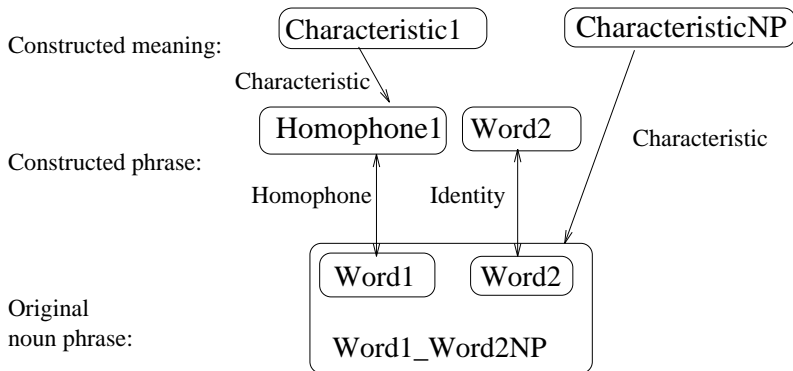 Constructed meaning:
Characteristic1
CharacteristicNP
Characteristic
Constructed phrase:
Homophone1
Word2
Characteristic
Homophone
Identity
Word1
Word2
Original
noun phrase:
Word1_Word2NP